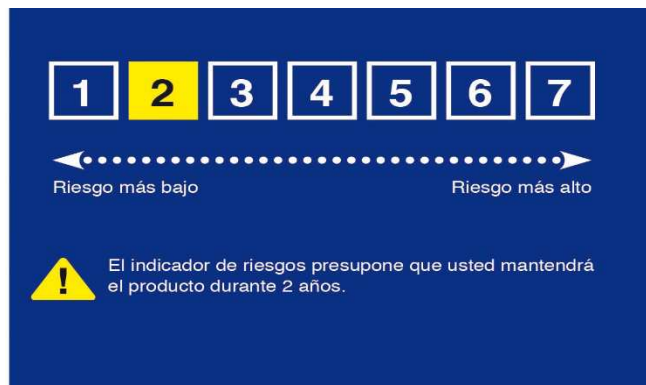 1 2 3 4 5 6 7
Riesgo más bajo Riesgo más alto
! El indicador de riesgos presupone que usted mantendrá
el producto durante 2 años.